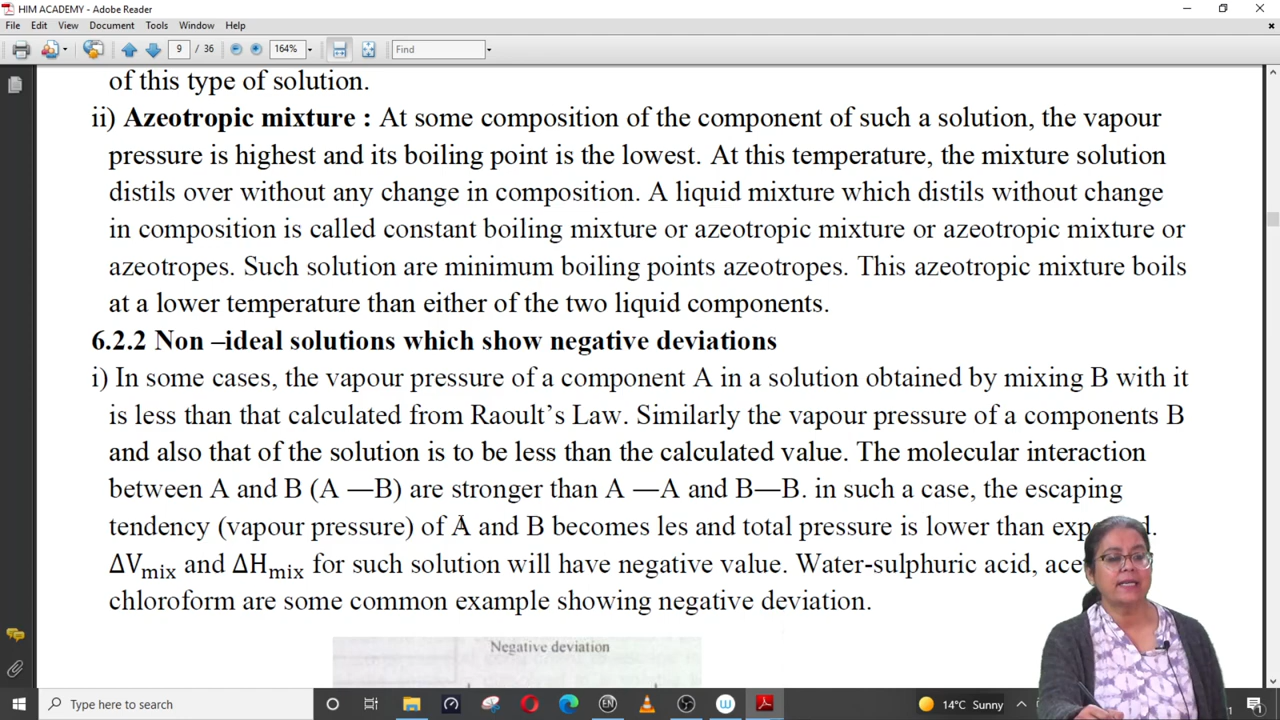 HIM ACADEMY - Adobe Reader
File Edit View Document Tools Window Help
9 / 36 164% Find
of this type of solution.
ii) Azeotropic mixture : At some composition of the component of such a solution, the vapour
pressure is highest and its boiling point is the lowest. At this temperature, the mixture solution
distils over without any change in composition. A liquid mixture which distils without change
in composition is called constant boiling mixture or azeotropic mixture or azeotropic mixture or
azeotropes. Such solution are minimum boiling points azeotropes. This azeotropic mixture boils
at a lower temperature than either of the two liquid components.
6.2.2 Non –ideal solutions which show negative deviations
i) In some cases, the vapour pressure of a component A in a solution obtained by mixing B with it
is less than that calculated from Raoult's Law. Similarly the vapour pressure of a components B
and also that of the solution is to be less than the calculated value. The molecular interaction
between A and B (A —B) are stronger than A —A and B—B. in such a case, the escaping
tendency (vapour pressure) of A and B becomes les and total pressure is lower than
ΔVmix and ΔHmix for such solution will have negative value. Water-sulphuric acid,
chloroform are some common example showing negative deviation.
Negative deviation
Type here to search
EN
14°C Sunny